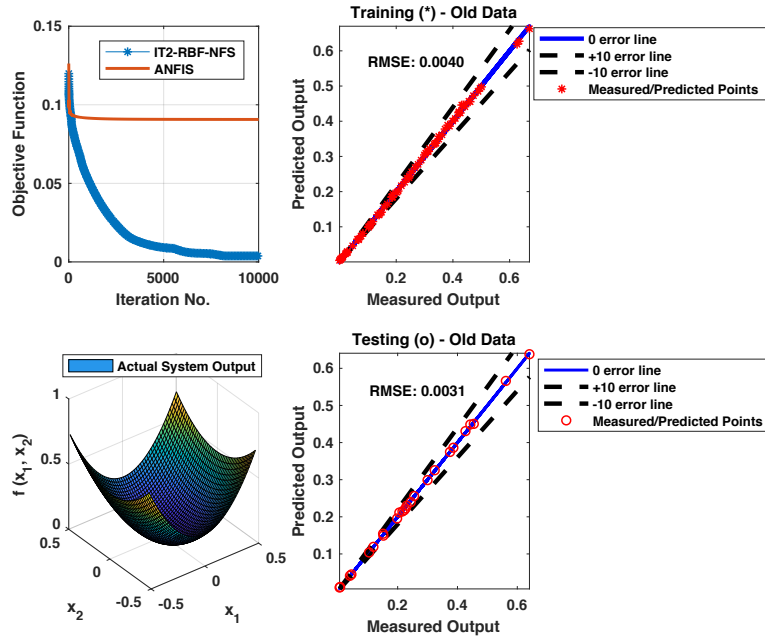 Objective Function
0.15
0.1
0.05
0
IT2-RBF-NFS
ANFIS
0
5000
10000
Iteration No.
Training (*) - Old Data
RMSE: 0.0040
Predicted Output
0.6
0.5
0.4
0.3
0.2
0.1
0.2
0.4
0.6
Measured Output
0 error line
+10 error line
-10 error line
Measured/Predicted Points
Actual System Output
f (x1, x2)
1
0.5
0
0.5
0
-0.5
x2
-0.5
0
0.5
x1
Testing (o) - Old Data
RMSE: 0.0031
Predicted Output
0.6
0.5
0.4
0.3
0.2
0.1
0.2
0.4
0.6
Measured Output
0 error line
+10 error line
-10 error line
Measured/Predicted Points